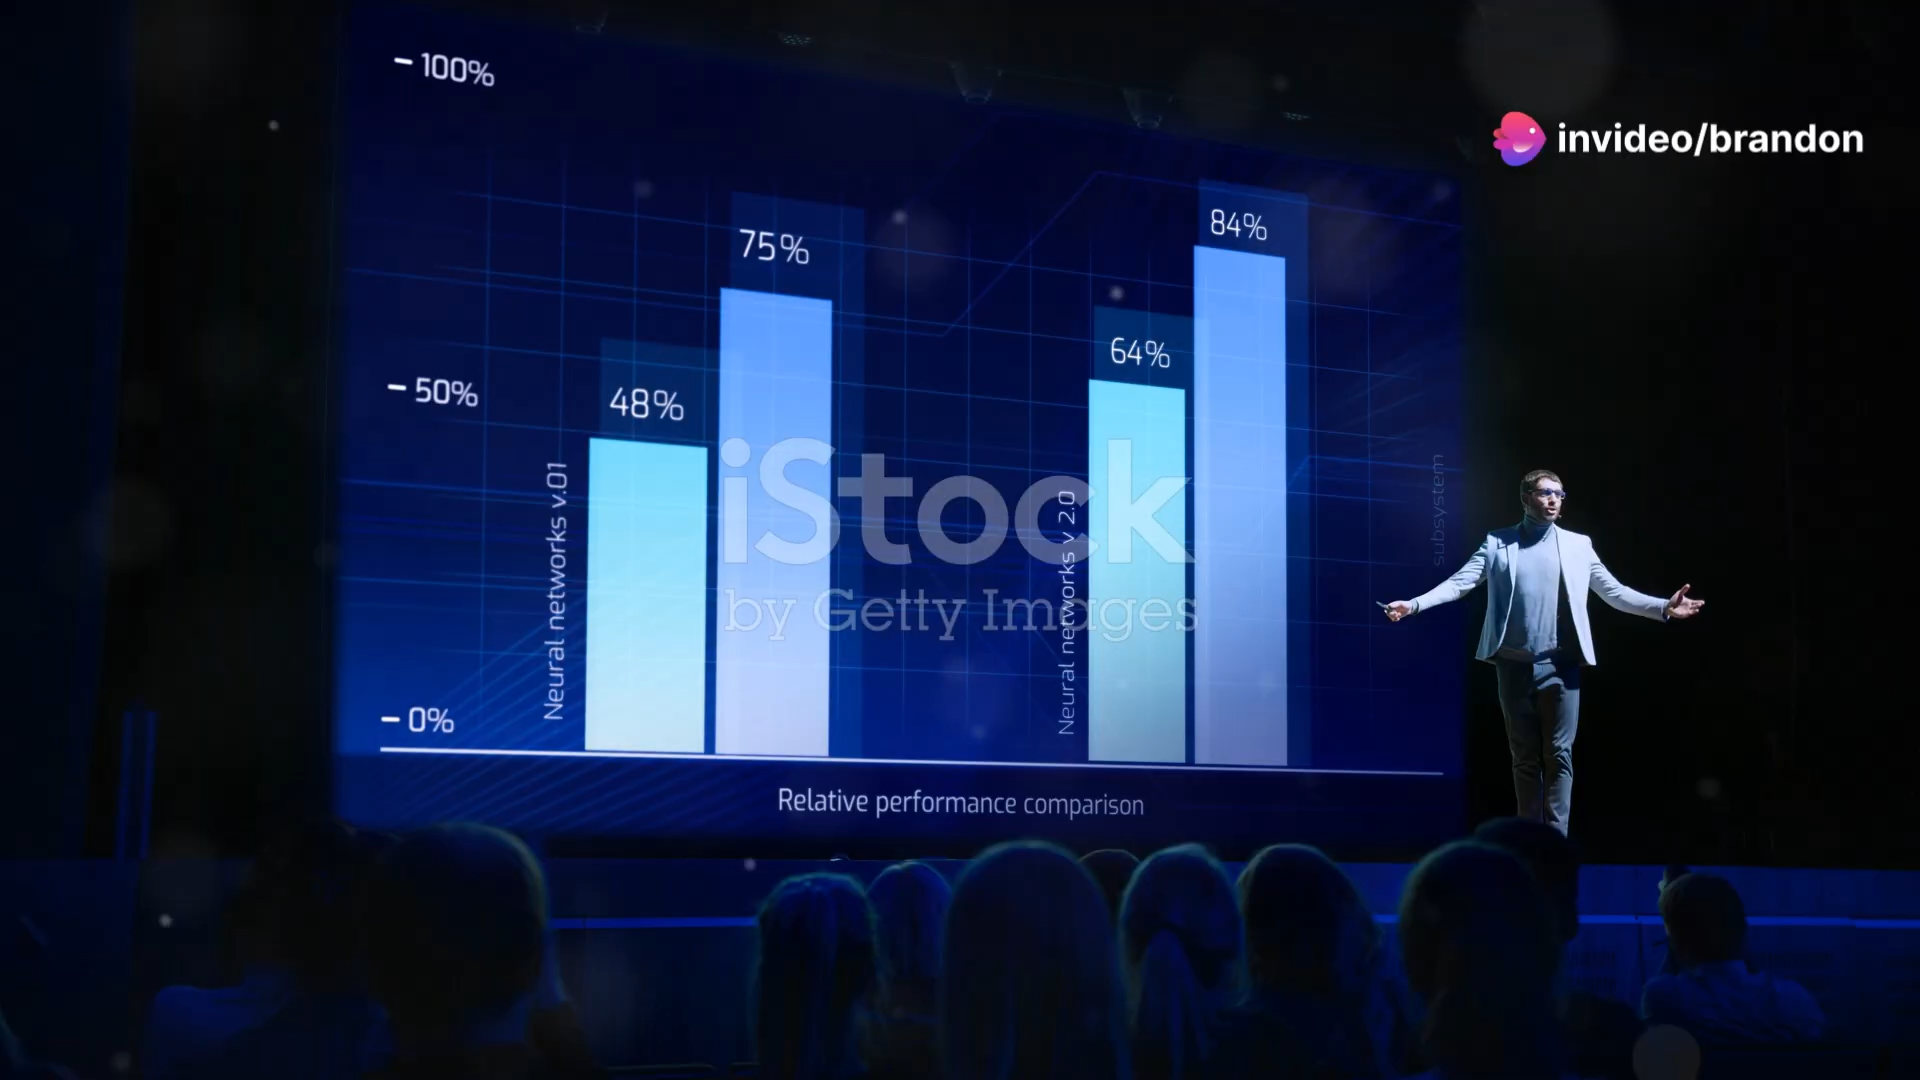 100%
invideo/brandon
84%
75%
64%
50%
48%
Neural networks v.01
Neural networks v 2.0
subsystem
iStock
by Getty Images
0%
Relative performance comparison